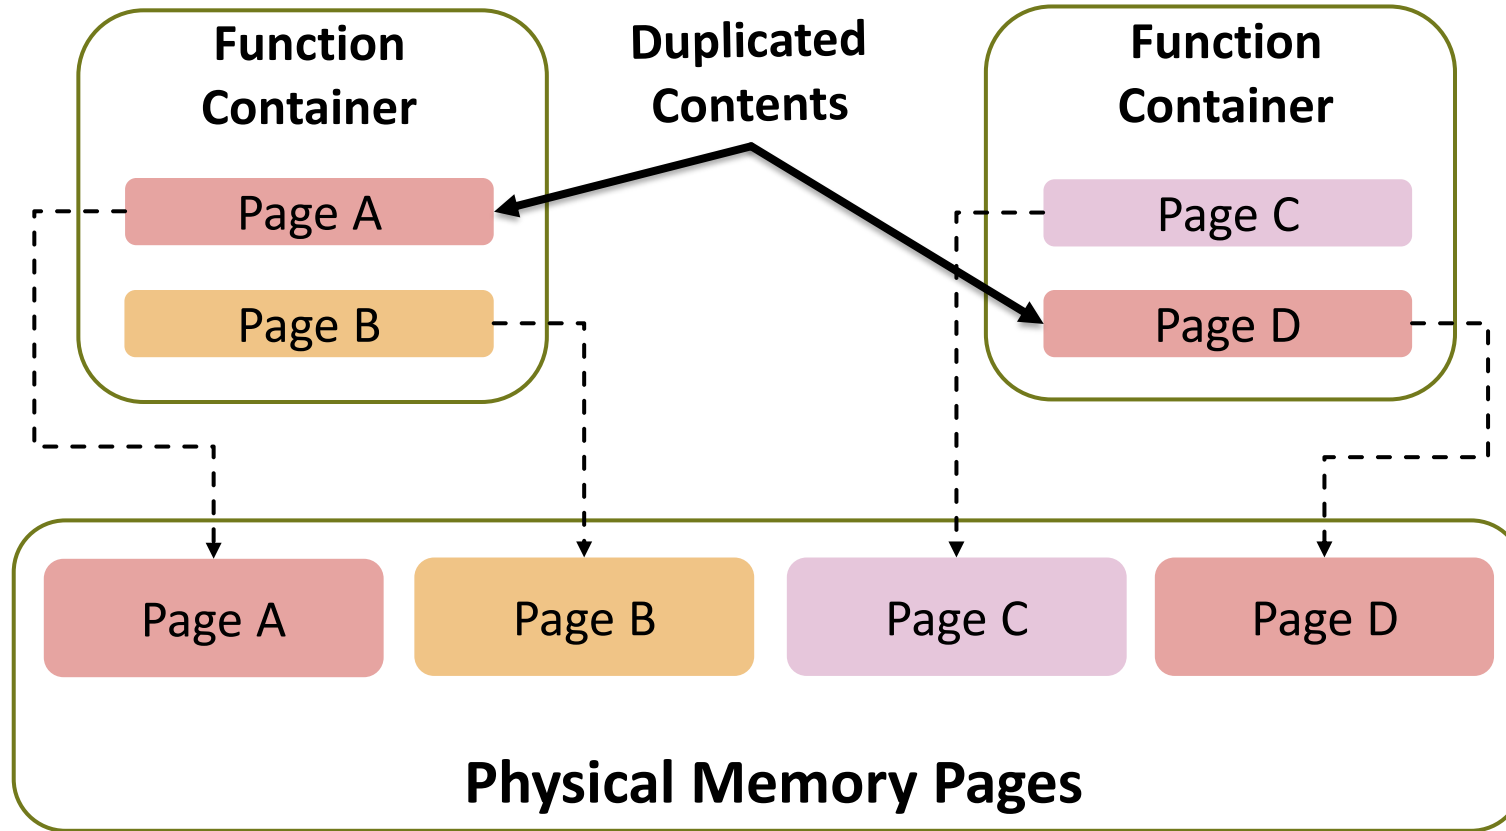 Function
Container
Page A
Page B
Duplicated
Contents
Function
Container
Page C
Page D
Page A
Page B
Page C
Page D
Physical Memory Pages